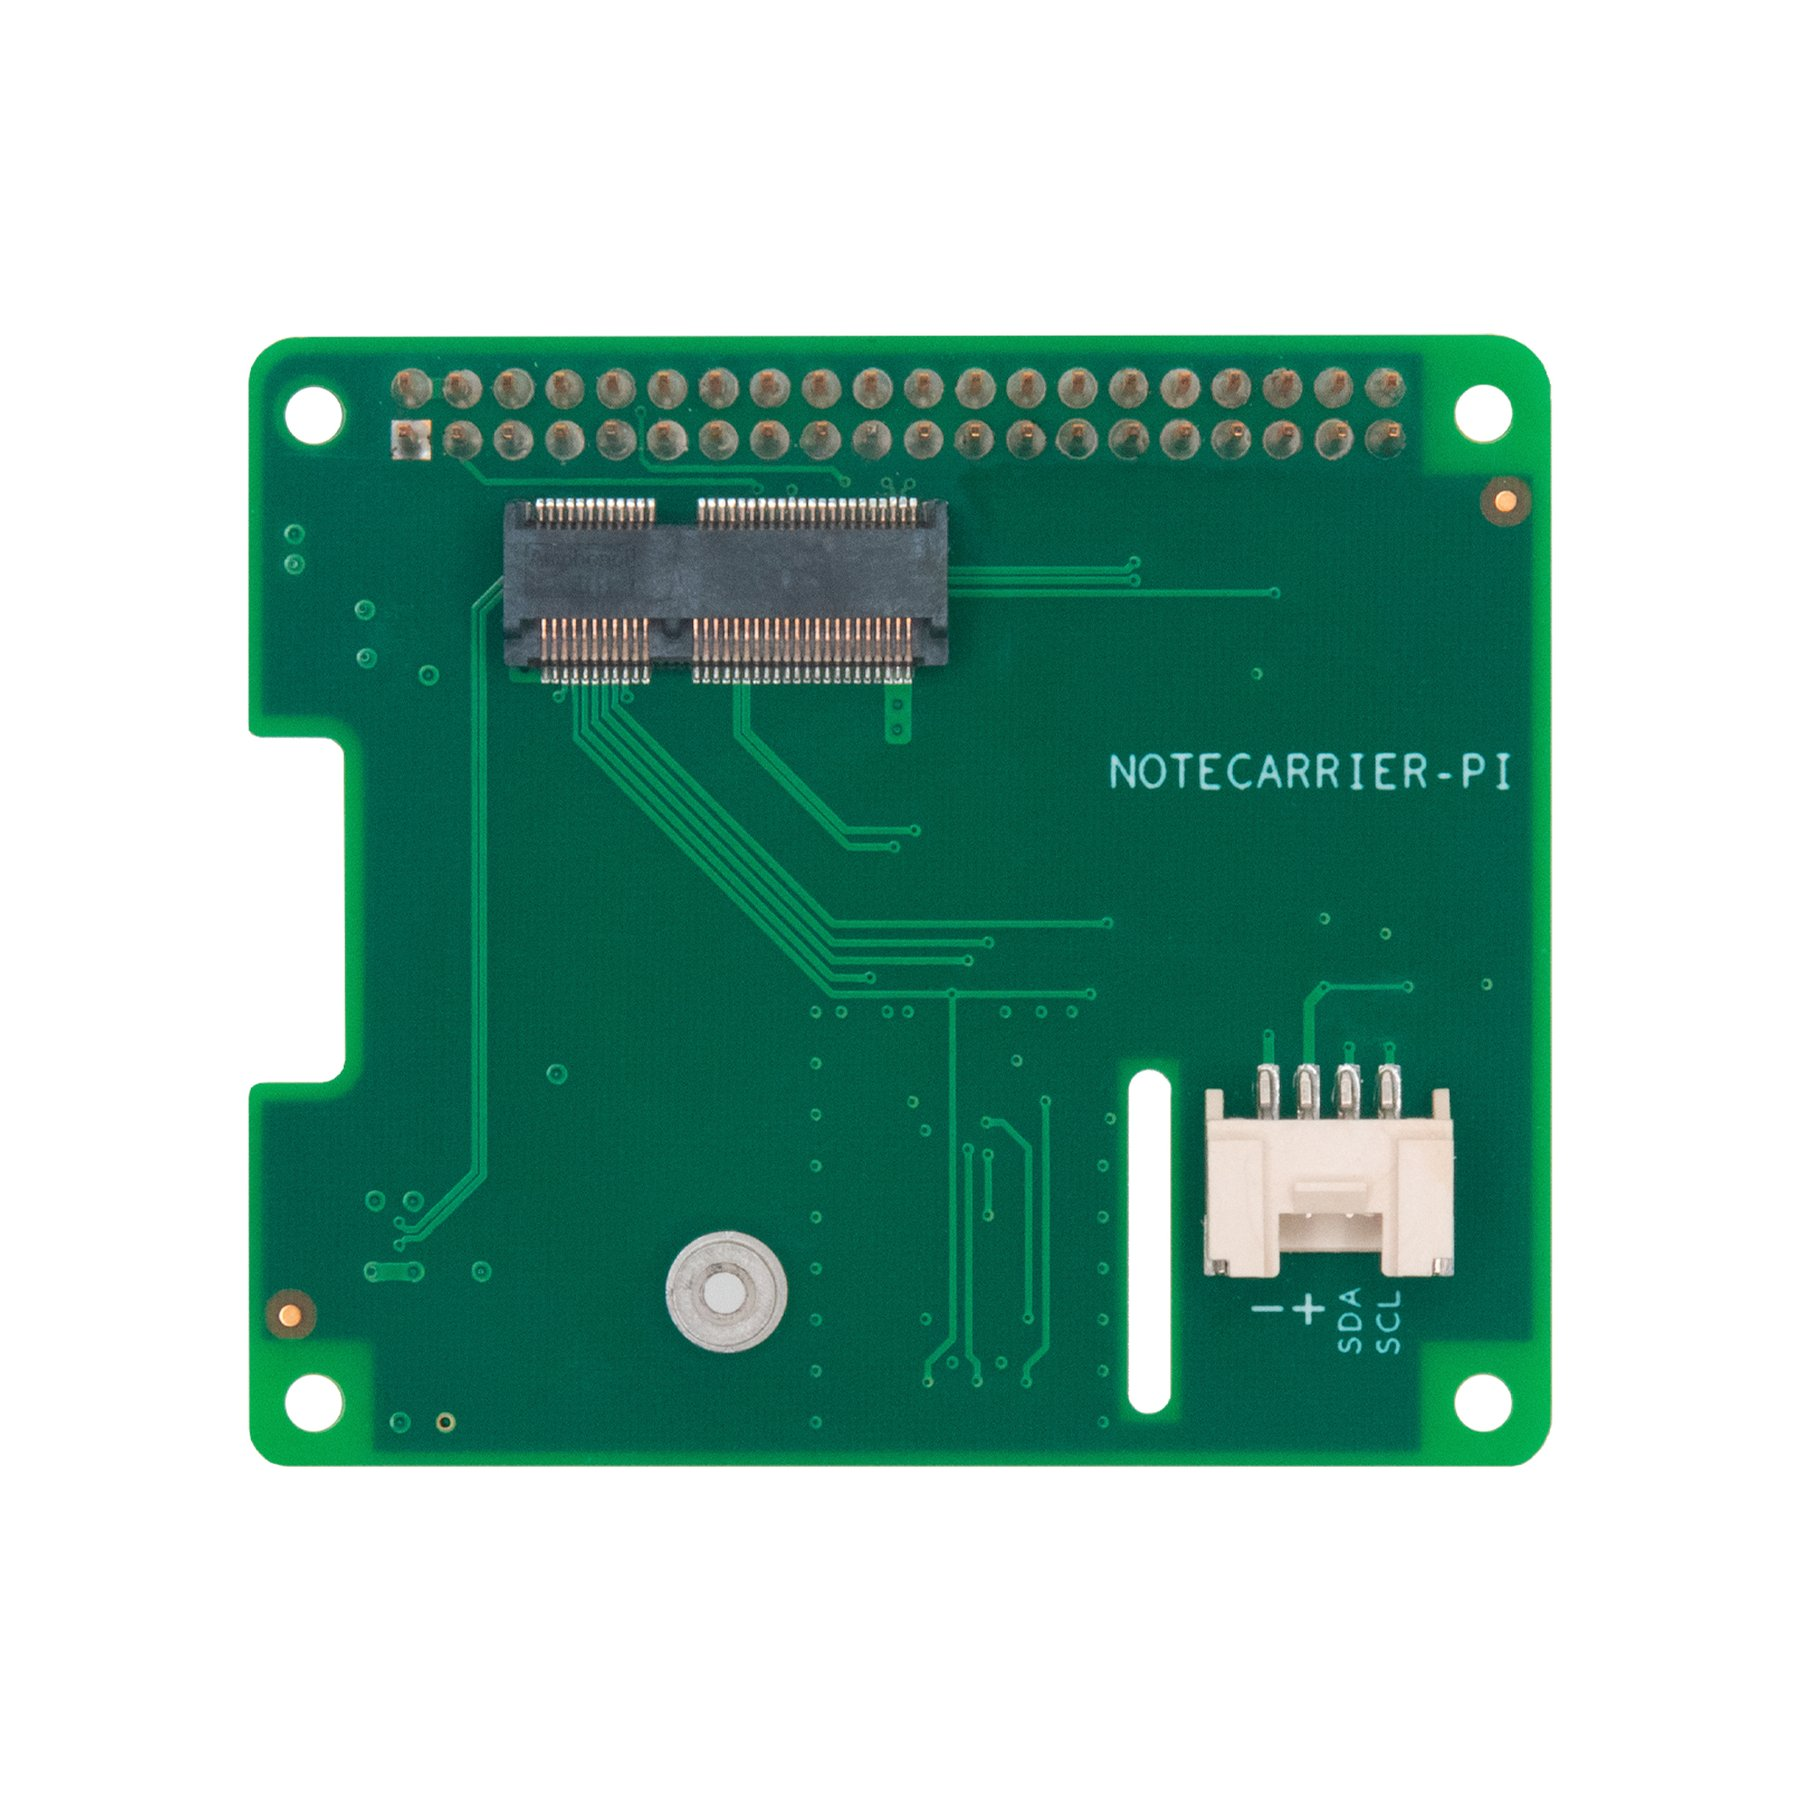 NOTECARRIER-PI
− + SDA SCL